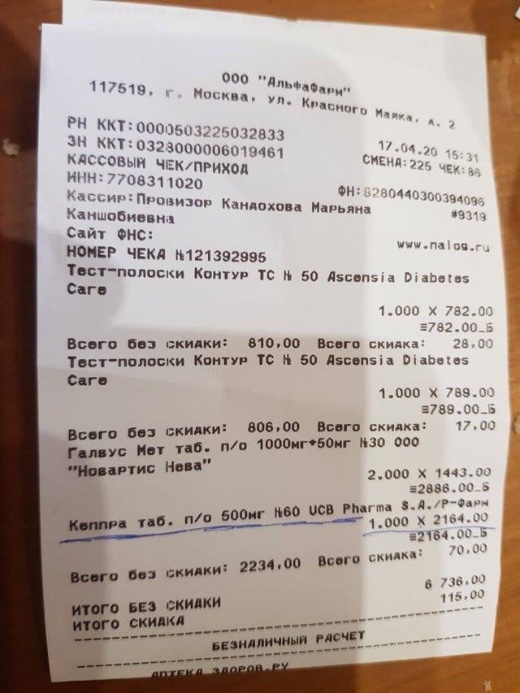 ООО "АльфаФарм"
117519, г. Москва, ул. Красного Маяка, д. 2
РН ККТ:0000503225032833 17.04.20 15:31
ЗН ККТ:0328000006019461 СМЕНА:225 ЧЕК:86
КАССОВЫЙ ЧЕК/ПРИХОД
ИНН:7708311020 ФН:9280440300394096
Кассир:Провизор Кандохова Марьяна #9319
Каншобиевна
Сайт ФНС: www.nalog.ru
НОМЕР ЧЕКА №121392995
Тест-полоски Контур ТС № 50 Ascensia Diabetes
Care
1.000 X 782.00
≡782.00_Б
Всего без скидки: 810,00 Всего скидка: 28,00
Тест-полоски Контур ТС № 50 Ascensia Diabetes
Care
1.000 X 789.00
≡789.00_Б
Всего без скидки: 806,00 Всего скидка: 17,00
Галвус Мет таб. п/о 1000мг+50мг №30 ООО
"Новартис Нева"
2.000 X 1443.00
≡2886.00_Б
Кеппра таб. п/о 500мг №60 UCB Pharma S.A./Р-Фарм
1.000 X 2164.00
≡2164.00_Б
Всего без скидки: 2234,00 Всего скидка: 70,00
ИТОГО БЕЗ СКИДКИ 6 736,00
ИТОГО СКИДКА 115,00
БЕЗНАЛИЧНЫЙ РАСЧЕТ
АПТЕКА ЗДОРОВ.РУ